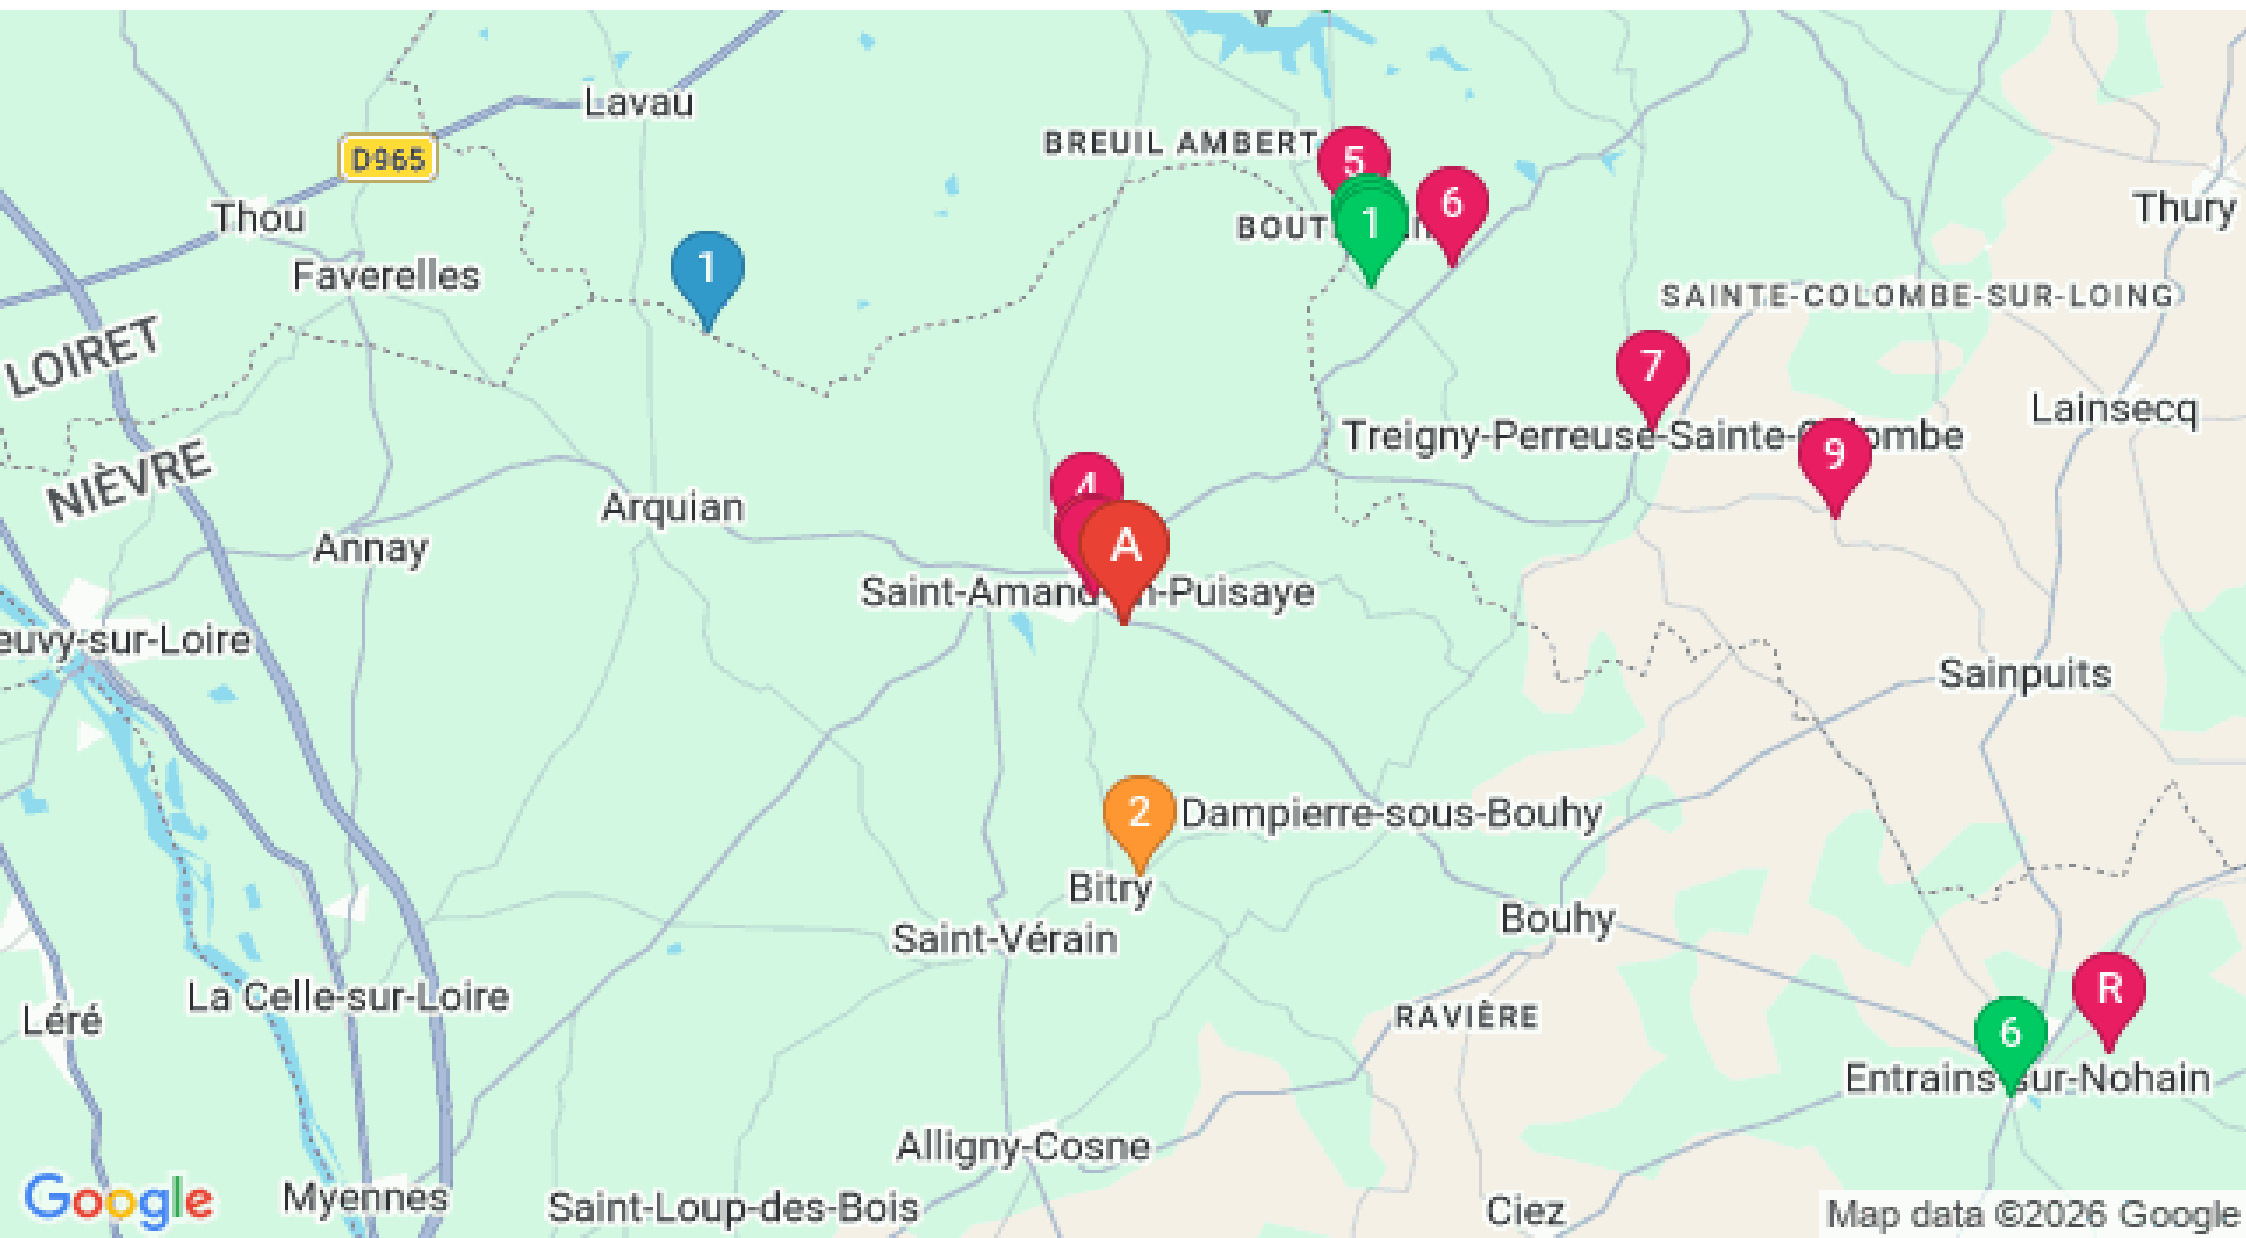 Lavau
BREUIL AMBERT
D965
5
6
Thury
Thou
1
BOUT
1
Faverelles
SAINTE-COLOMBE-SUR-LOING
LOIRET
7
Lainsecq
Treigny-Perreuse-Sainte-C ombe
9
NIÈVRE
4
Arquian
A
Annay
Saint-Amand n-Puisaye
euvy-sur-Loire
Sainpuits
2
Dampierre-sous-Bouhy
Bitry
Bouhy
Saint-Vérain
R
La Celle-sur-Loire
Léré
RAVIÈRE
6
Entrains-sur-Nohain
Alligny-Cosne
Google
Myennes
Saint-Loup-des-Bois
Ciez
Map data ©2026 Google